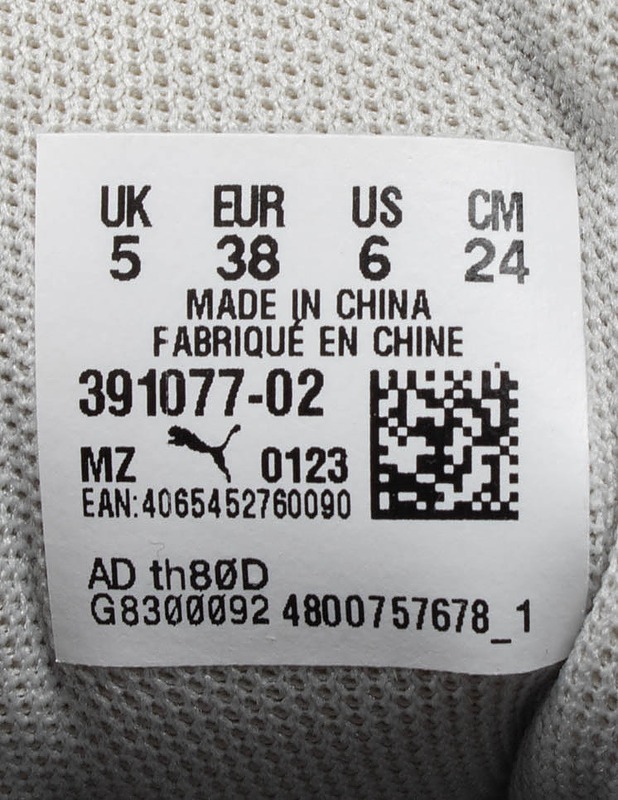 UK EUR US CM
5 38 6 24
MADE IN CHINA
FABRIQUÉ EN CHINE
391077-02
MZ 0123
EAN:4065452760090
AD th80D
G8300092 4800757678_1